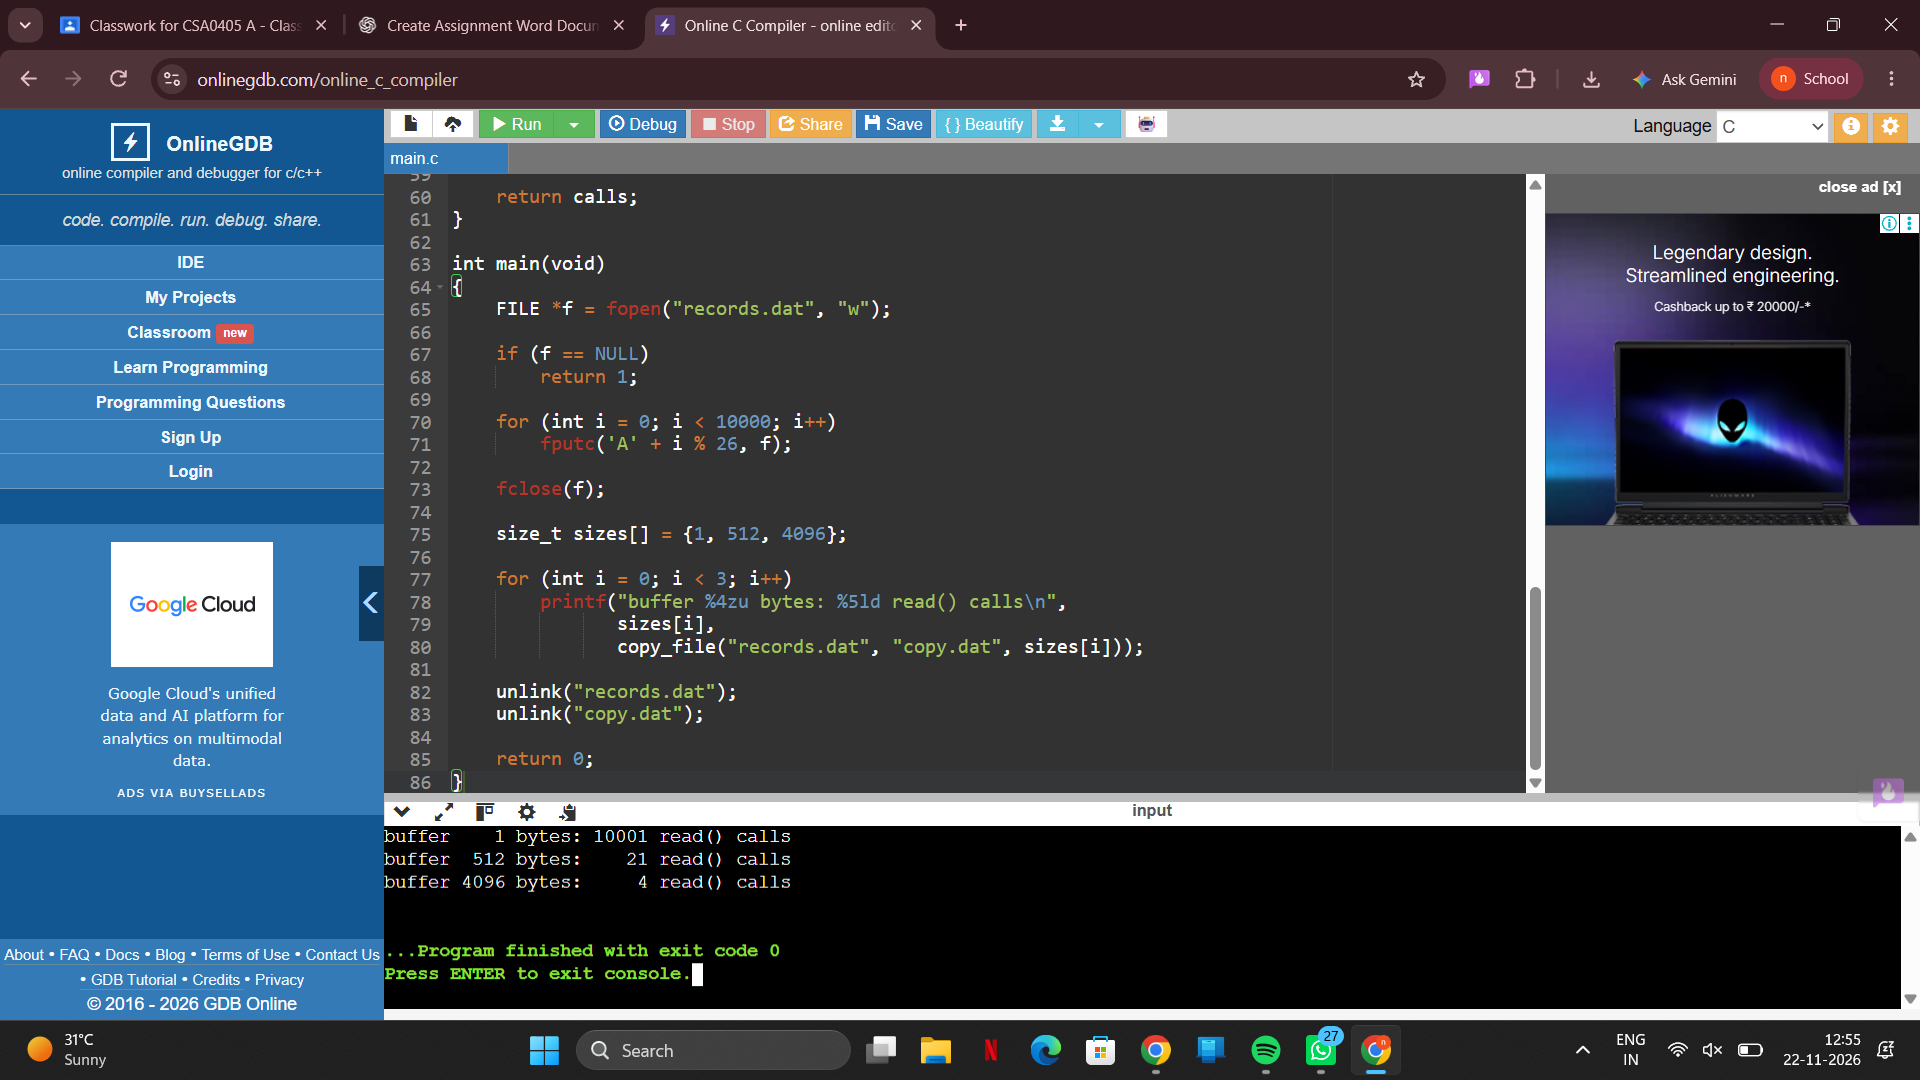 Classwork for CSA0405 A - Clas
Create Assignment Word Docun
Online C Compiler - online edito
onlinegdb.com/online_c_compiler
Ask Gemini
n School
OnlineGDB
online compiler and debugger for c/c++
code. compile. run. debug. share.
IDE
My Projects
Classroom new
Learn Programming
Programming Questions
Sign Up
Login
Google Cloud
Google Cloud's unified
data and AI platform for
analytics on multimodal
data.
ADS VIA BUYSELLADS
About • FAQ • Docs • Blog • Terms of Use • Contact Us
• GDB Tutorial • Credits • Privacy
© 2016 - 2026 GDB Online
Run
Debug
Stop
Share
Save
{ } Beautify
Language C
main.c
59
60 return calls;
61 }
62
63 int main(void)
64 {
65 FILE *f = fopen("records.dat", "w");
66
67 if (f == NULL)
68 return 1;
69
70 for (int i = 0; i < 10000; i++)
71 fputc('A' + i % 26, f);
72
73 fclose(f);
74
75 size_t sizes[] = {1, 512, 4096};
76
77 for (int i = 0; i < 3; i++)
78 printf("buffer %4zu bytes: %5ld read() calls\n",
79 sizes[i],
80 copy_file("records.dat", "copy.dat", sizes[i]));
81
82 unlink("records.dat");
83 unlink("copy.dat");
84
85 return 0;
86 }
close ad [x]
Legendary design.
Streamlined engineering.
Cashback up to ₹ 20000/-*
ALIENWARE
input
buffer    1 bytes: 10001 read() calls
buffer  512 bytes:    21 read() calls
buffer 4096 bytes:     4 read() calls
...Program finished with exit code 0
Press ENTER to exit console.
31°C
Sunny
Search
27
ENG
IN
12:55
22-11-2026